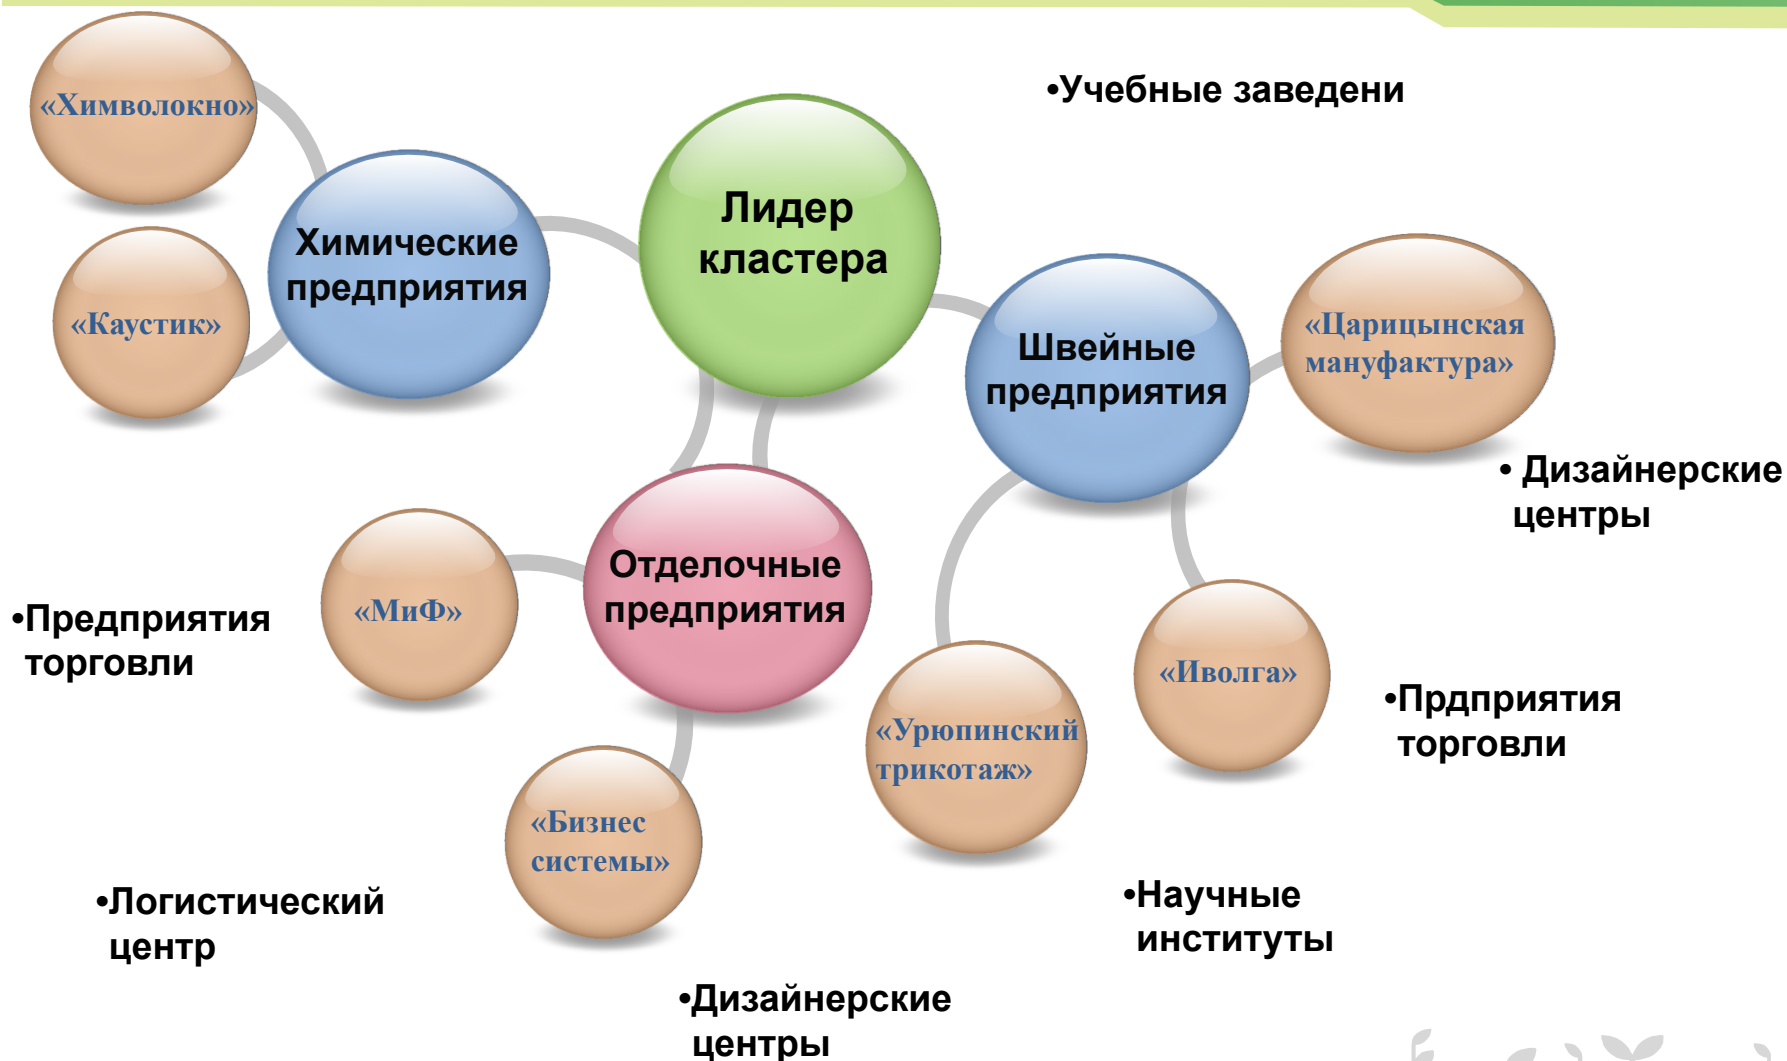 «Химволокно»
•Учебные заведени
Лидер
кластера
Химические
предприятия
«Каустик»
Швейные
предприятия
«Царицынская
мануфактура»
• Дизайнерские
центры
Отделочные
предприятия
«МиФ»
•Предприятия
торговли
«Иволга»
•Прдприятия
торговли
«Урюпинский
трикотаж»
«Бизнес
системы»
•Логистический
центр
•Научные
институты
•Дизайнерские
центры